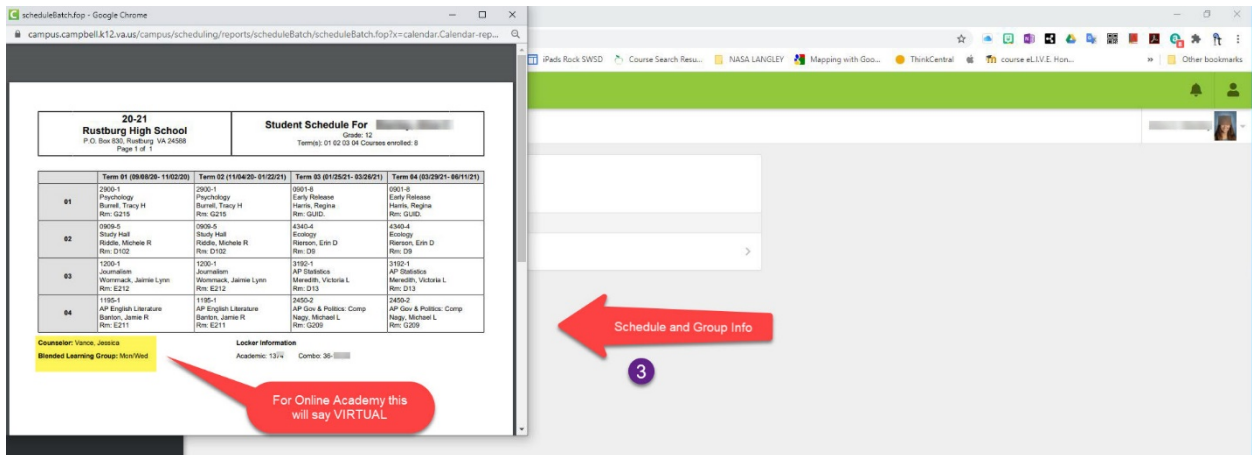 scheduleBatch.fop - Google Chrome
campus.campbell.k12.va.us/campus/scheduling/reports/scheduleBatch/scheduleBatch.fop?x=calendar.Calendar-rep...
iPads Rock SWSD Course Search Resu... NASA LANGLEY Mapping with Goo... ThinkCentral course eL.I.V.E. Hon... » Other bookmarks
20-21
Rustburg High School
P.O. Box 830, Rustburg VA 24588
Page 1 of 1
Student Schedule For
Grade: 12
Term(s): 01 02 03 04 Courses enrolled: 8
Term 01 (09/08/20- 11/02/20) Term 02 (11/04/20- 01/22/21) Term 03 (01/25/21- 03/26/21) Term 04 (03/29/21- 06/11/21)
01
2900-1 2900-1 0901-8 0901-8
Psychology Psychology Early Release Early Release
Burrell, Tracy H Burrell, Tracy H Harris, Regina Harris, Regina
Rm: G215 Rm: G215 Rm: GUID. Rm: GUID.
02
0909-5 0909-5 4340-4 4340-4
Study Hall Study Hall Ecology Ecology
Riddle, Michele R Riddle, Michele R Rierson, Erin D Rierson, Erin D
Rm: D102 Rm: D102 Rm: D9 Rm: D9
03
1200-1 1200-1 3192-1 3192-1
Journalism Journalism AP Statistics AP Statistics
Wommack, Jaimie Lynn Wommack, Jaimie Lynn Meredith, Victoria L Meredith, Victoria L
Rm: E212 Rm: E212 Rm: D13 Rm: D13
04
1195-1 1195-1 2450-2 2450-2
AP English Literature AP English Literature AP Gov & Politics: Comp AP Gov & Politics: Comp
Banton, Jamie R Banton, Jamie R Nagy, Michael L Nagy, Michael L
Rm: E211 Rm: E211 Rm: G209 Rm: G209
Counselor: Vance, Jessica
Blended Learning Group: Mon/Wed
Locker Information
Academic: Combo: 36-
For Online Academy this
will say VIRTUAL
Schedule and Group Info
3